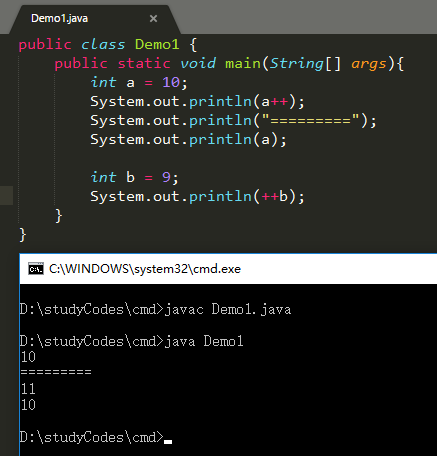 Demo1.java ×
public class Demo1 {
public static void main(String[] args){
int a = 10;
System.out.println(a++);
System.out.println("=========");
System.out.println(a);
int b = 9;
System.out.println(++b);
}
}
C:\WINDOWS\system32\cmd.exe
D:\studyCodes\cmd>javac Demo1.java
D:\studyCodes\cmd>java Demo1
10
=========
11
10
D:\studyCodes\cmd>